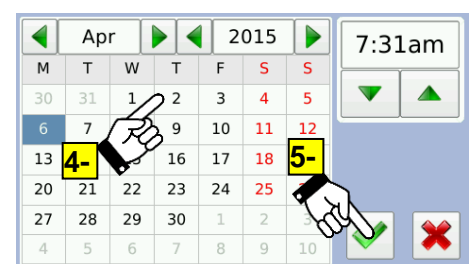 Apr 2015 7:31am
M T W T F S S
30 31 1 2 3 4 5
6 7 9 10 11 12
13 4- 16 17 18 5-
20 21 22 23 24 25
27 28 29 30 1 2 3
4 5 6 7 8 9 10